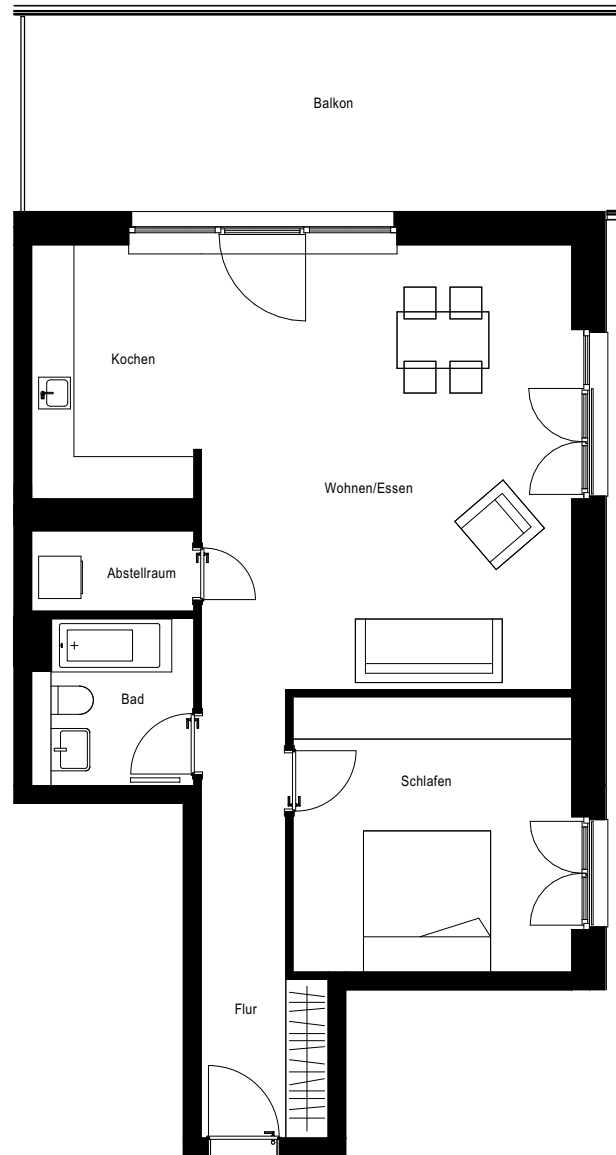 Balkon
Kochen
Wohnen/Essen
Abstellraum
Bad
Schlafen
Flur